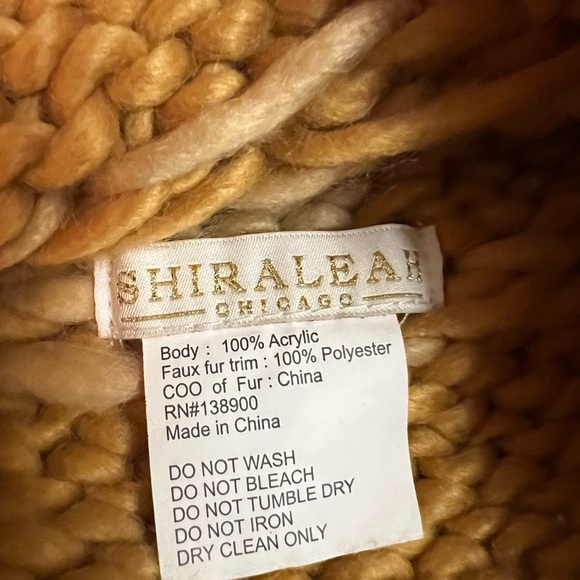 SHIRALEAH
CHICAGO
Body : 100% Acrylic
Faux fur trim : 100% Polyester
COO of Fur : China
RN#138900
Made in China
DO NOT WASH
DO NOT BLEACH
DO NOT TUMBLE DRY
DO NOT IRON
DRY CLEAN ONLY